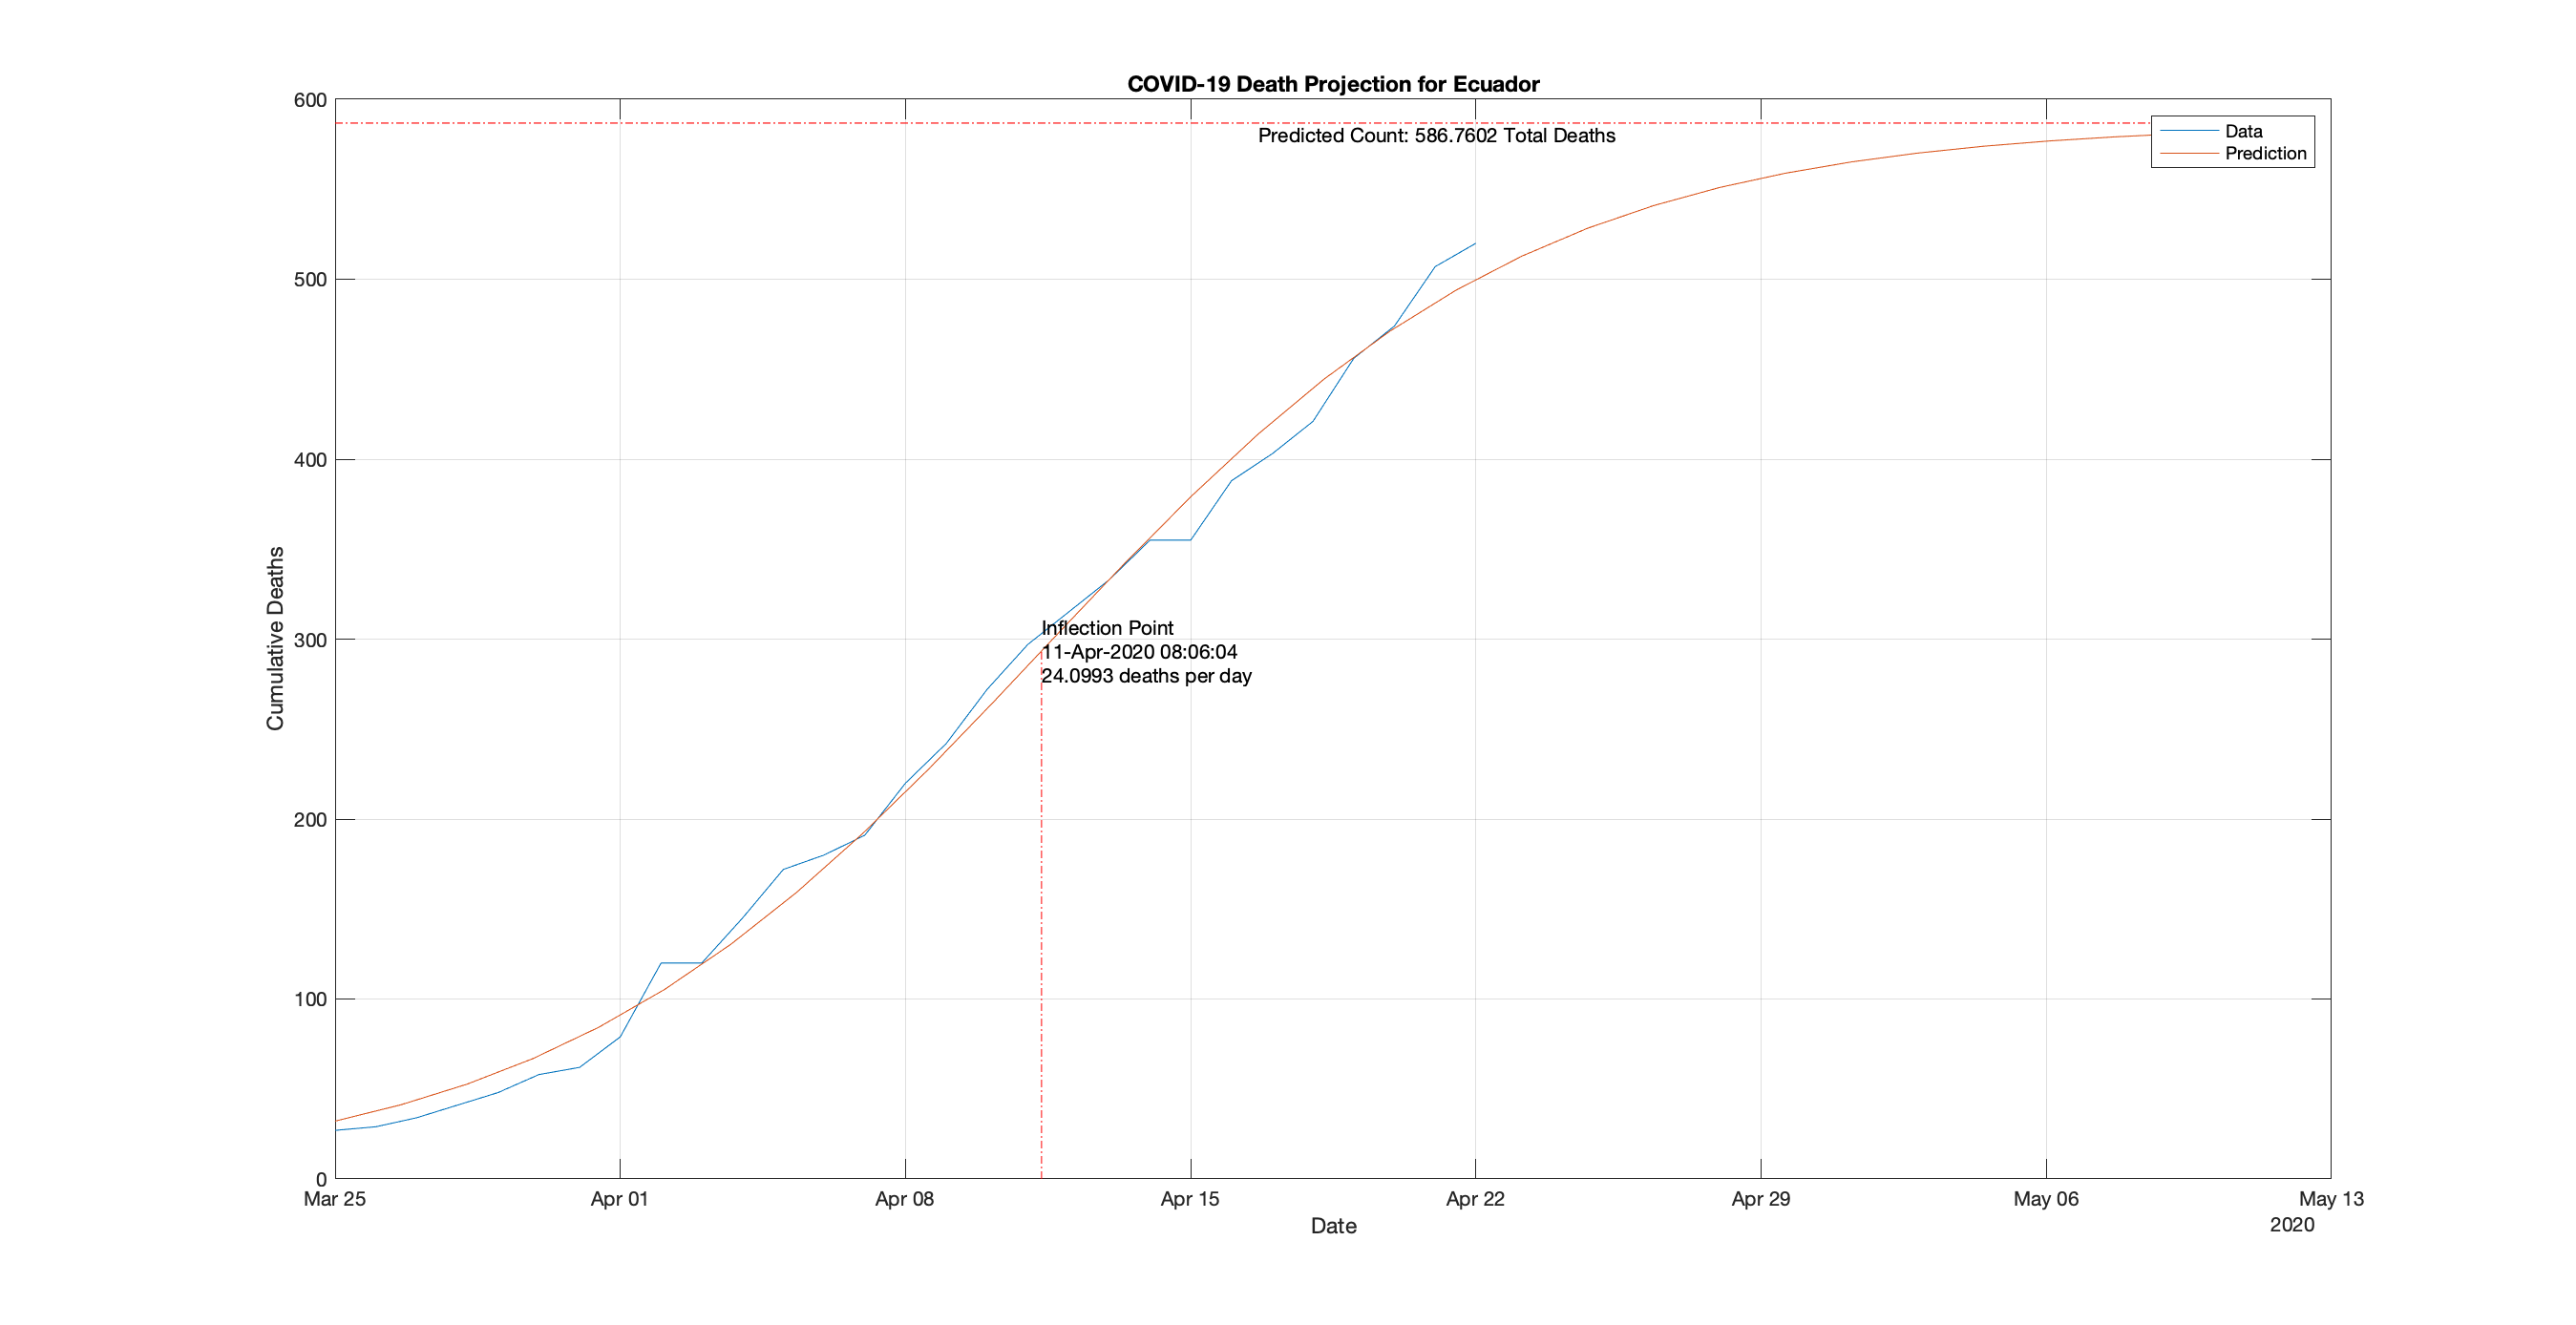 COVID-19 Death Projection for Ecuador
600
500
400
300
200
100
0
Cumulative Deaths
Predicted Count: 586.7602 Total Deaths
Data
Prediction
Inflection Point
11-Apr-2020 08:06:04
24.0993 deaths per day
Mar 25
Apr 01
Apr 08
Apr 15
Apr 22
Apr 29
May 06
May 13
2020
Date